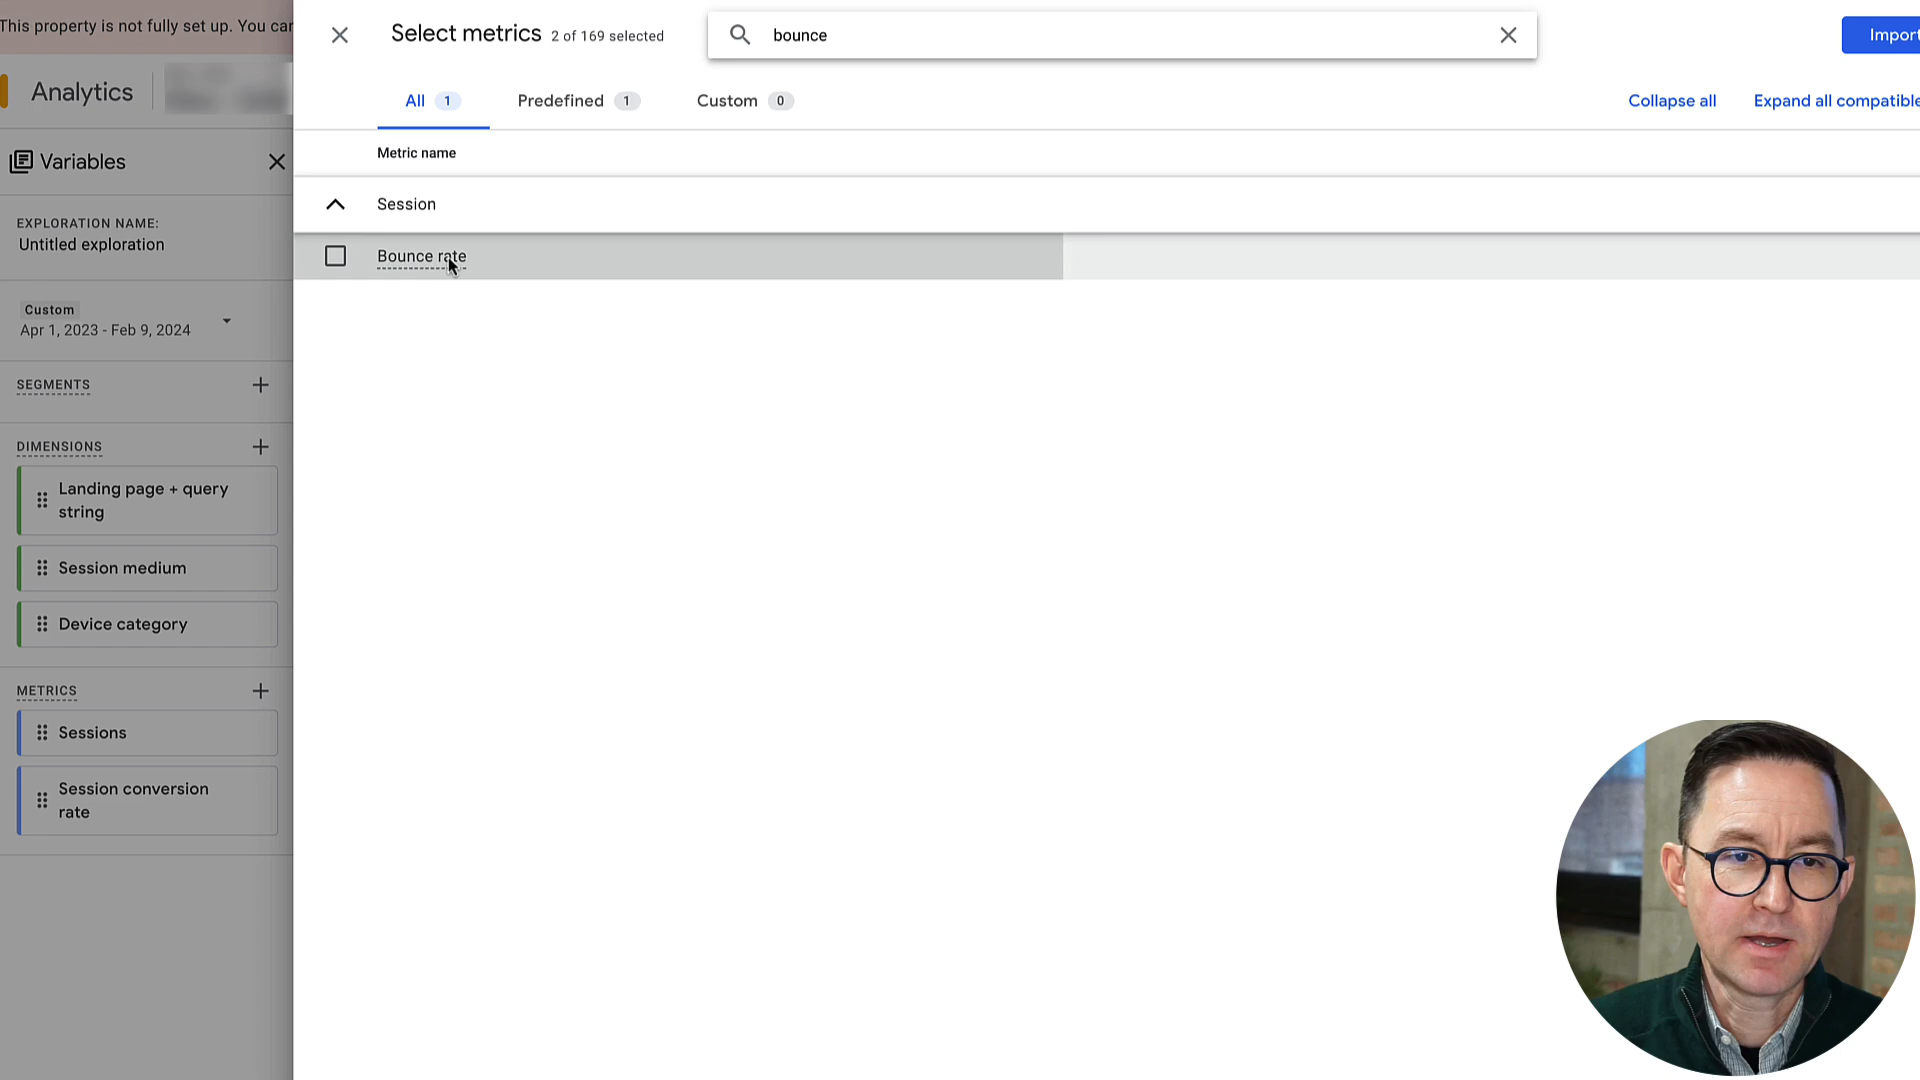 This property is not fully set up. You can
Select metrics 2 of 169 selected
bounce
Import
Analytics
All 1
Predefined 1
Custom 0
Collapse all
Expand all compatible
Metric name
Variables
Session
EXPLORATION NAME:
Untitled exploration
Bounce rate
Custom
Apr 1, 2023 - Feb 9, 2024
SEGMENTS
DIMENSIONS
Landing page + query
string
Session medium
Device category
METRICS
Sessions
Session conversion
rate